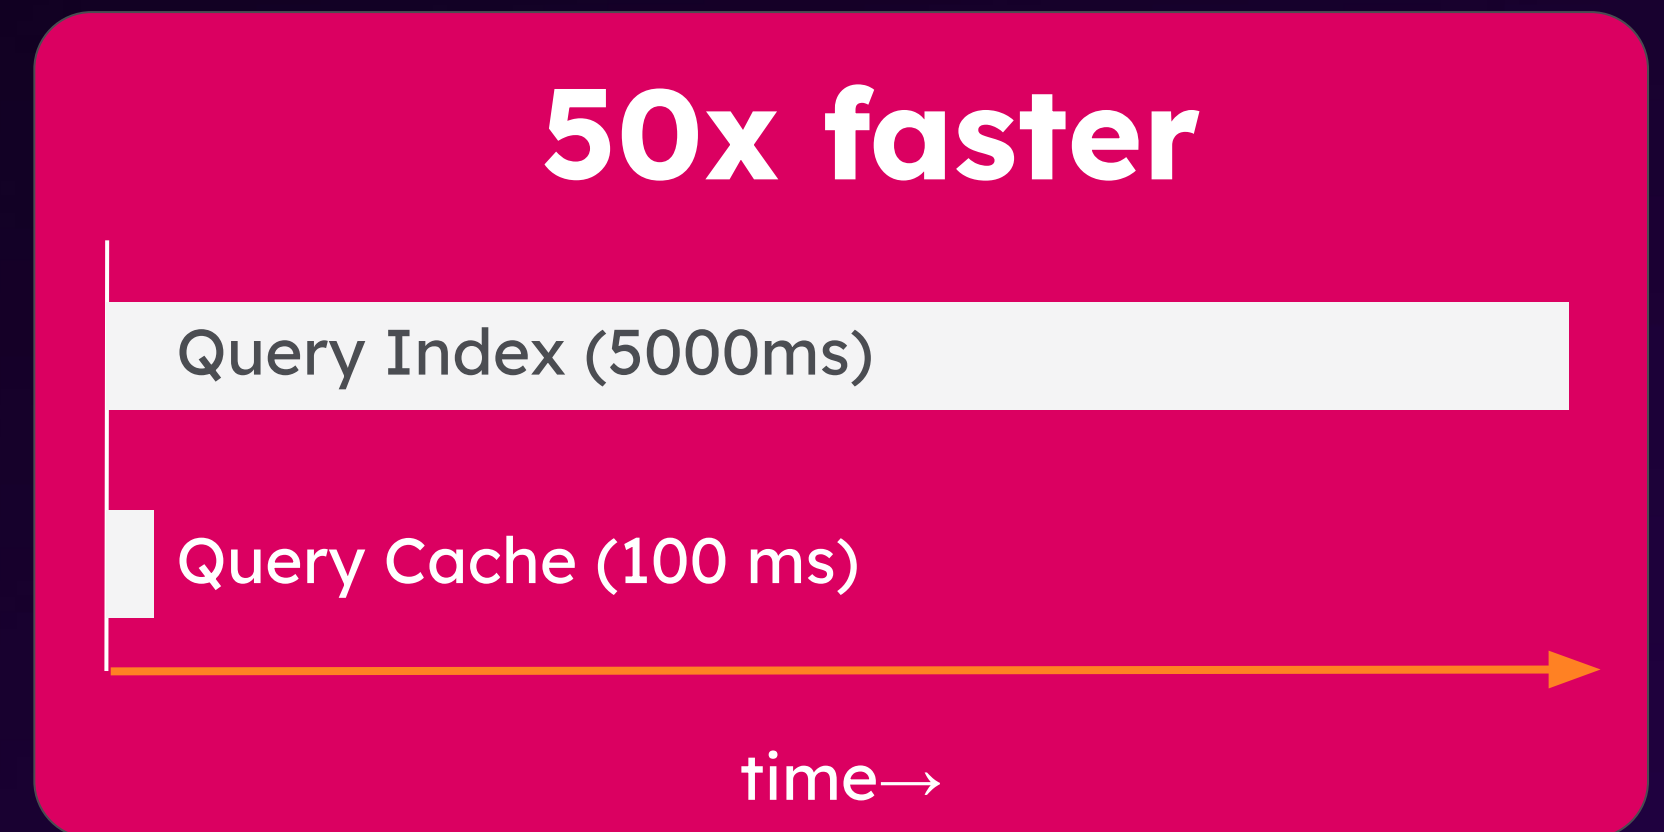 50x faster
Query Index (5000ms)
Query Cache (100 ms)
time→